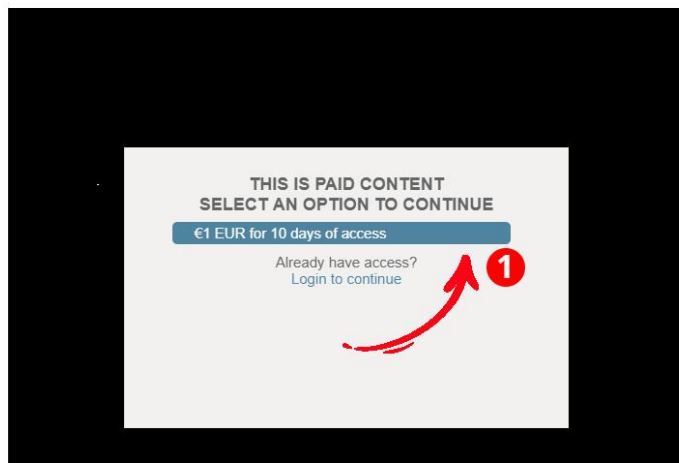 THIS IS PAID CONTENT
SELECT AN OPTION TO CONTINUE
€1 EUR for 10 days of access
Already have access?
Login to continue
1